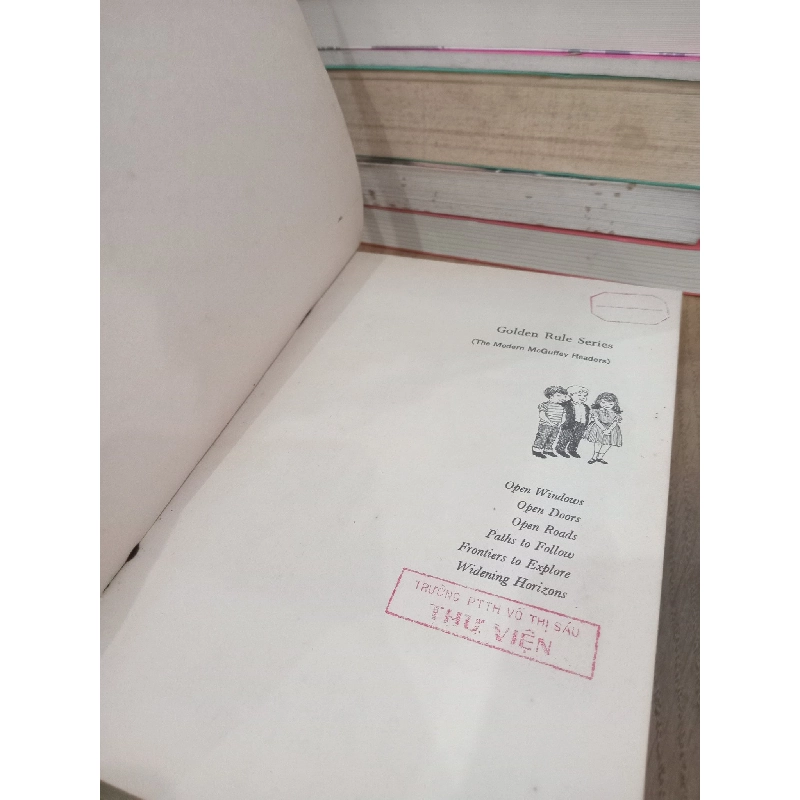 Golden Rule Series
(The Modern McGuffey Readers)
Open Windows
Open Doors
Open Roads
Paths to Follow
Frontiers to Explore
Widening Horizons
TRƯỜNG PTTH VÕ THỊ SÁU
THƯ VIỆN